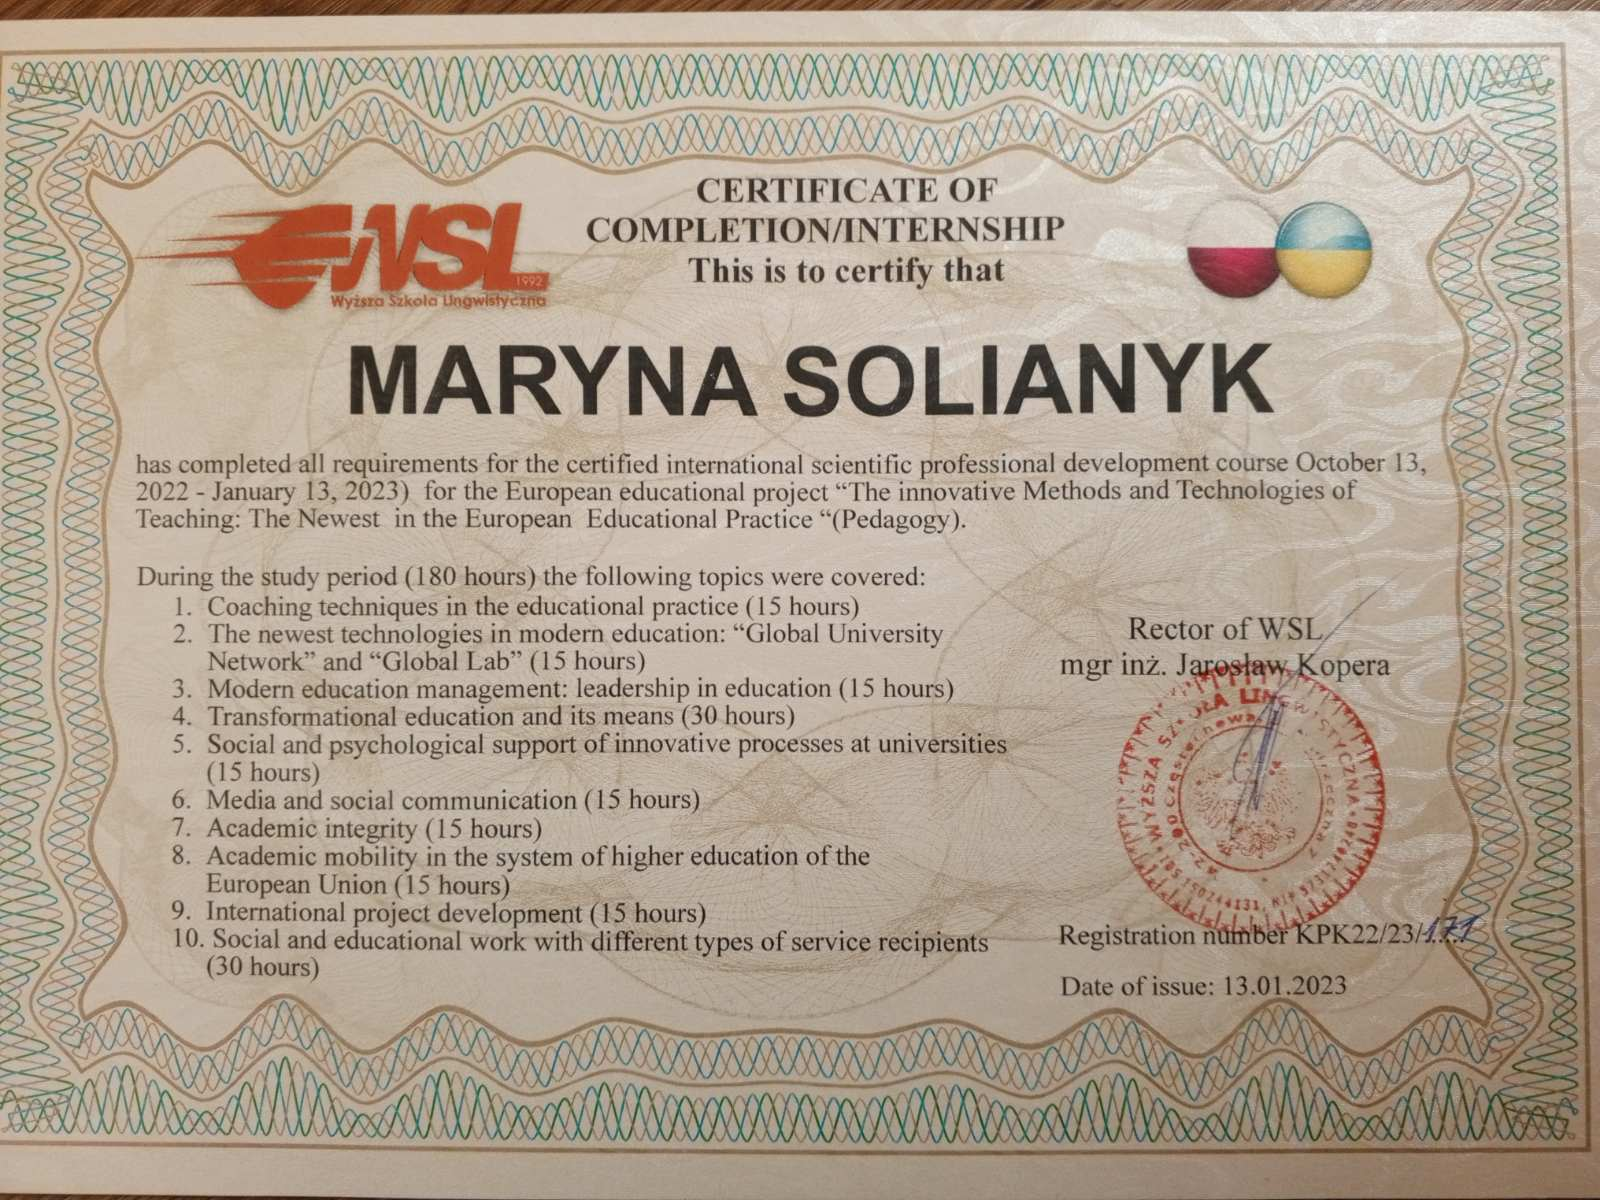 CERTIFICATE OF
COMPLETION/INTERNSHIP
This is to certify that
WSL
1992
Wyższa Szkoła Lingwistyczna
MARYNA SOLIANYK
has completed all requirements for the certified international scientific professional development course October 13,
2022 - January 13, 2023) for the European educational project “The innovative Methods and Technologies of
Teaching: The Newest in the European Educational Practice “(Pedagogy).
During the study period (180 hours) the following topics were covered:
1. Coaching techniques in the educational practice (15 hours)
2. The newest technologies in modern education: “Global University
Network” and “Global Lab” (15 hours)
3. Modern education management: leadership in education (15 hours)
4. Transformational education and its means (30 hours)
5. Social and psychological support of innovative processes at universities
(15 hours)
6. Media and social communication (15 hours)
7. Academic integrity (15 hours)
8. Academic mobility in the system of higher education of the
European Union (15 hours)
9. International project development (15 hours)
10. Social and educational work with different types of service recipients
(30 hours)
Rector of WSL
mgr inż. Jarosław Kopera
WYŻSZA SZKOŁA LINGWISTYCZNA
Registration number KPK22/23/171
Date of issue: 13.01.2023